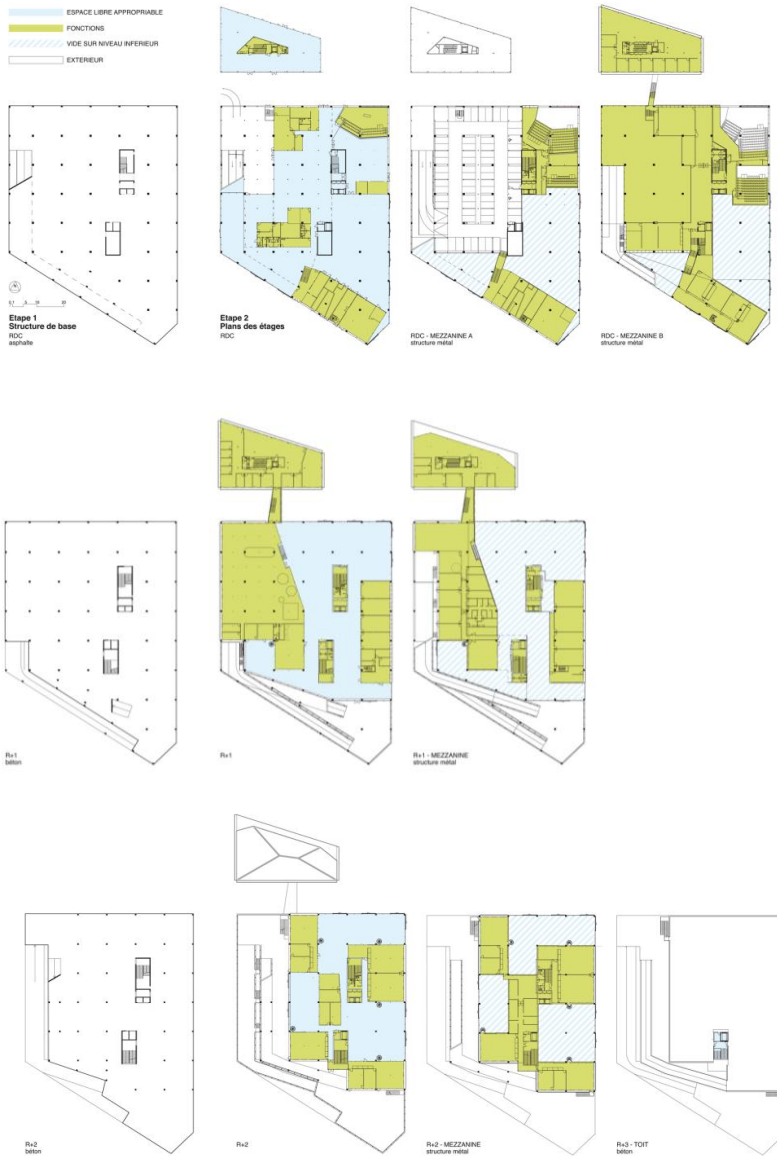 ESPACE LIBRE APPROPRIABLE
FONCTIONS
VIDE SUR NIVEAU INFERIEUR
EXTERIEUR
Etape 1
Structure de base
RDC
asphalte
Etape 2
Plans des étages
RDC
RDC - MEZZANINE A
structure métal
RDC - MEZZANINE B
structure métal
R+1
béton
R+1
R+1 - MEZZANINE
structure métal
R+2
béton
R+2
R+2 - MEZZANINE
structure métal
R+3 - TOIT
béton